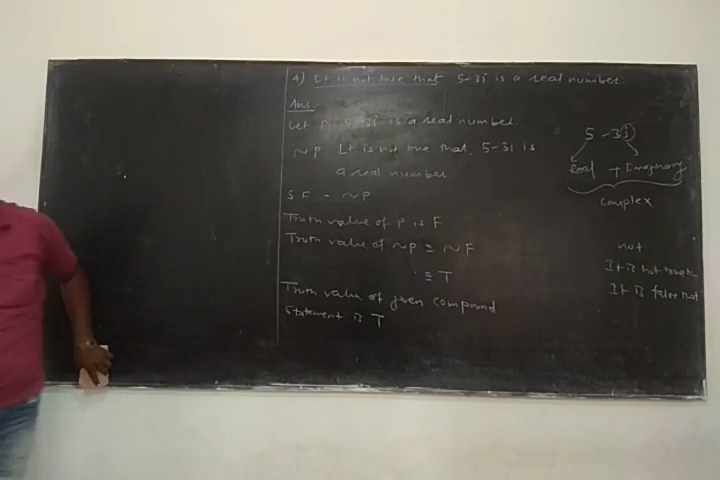 4) It is not true that 5-3i is a real number.
Ans:-
Let p: 5-3i is a real number.
~p It is not true that, 5-3i is
a real number.
S F - ~p
Truth value of p is F
Truth value of ~p ≡ ~F
≡ T
Truth value of given compound
statement is T
5 - 3i
Real + Imaginary
complex
not
It is not true that
It is false that